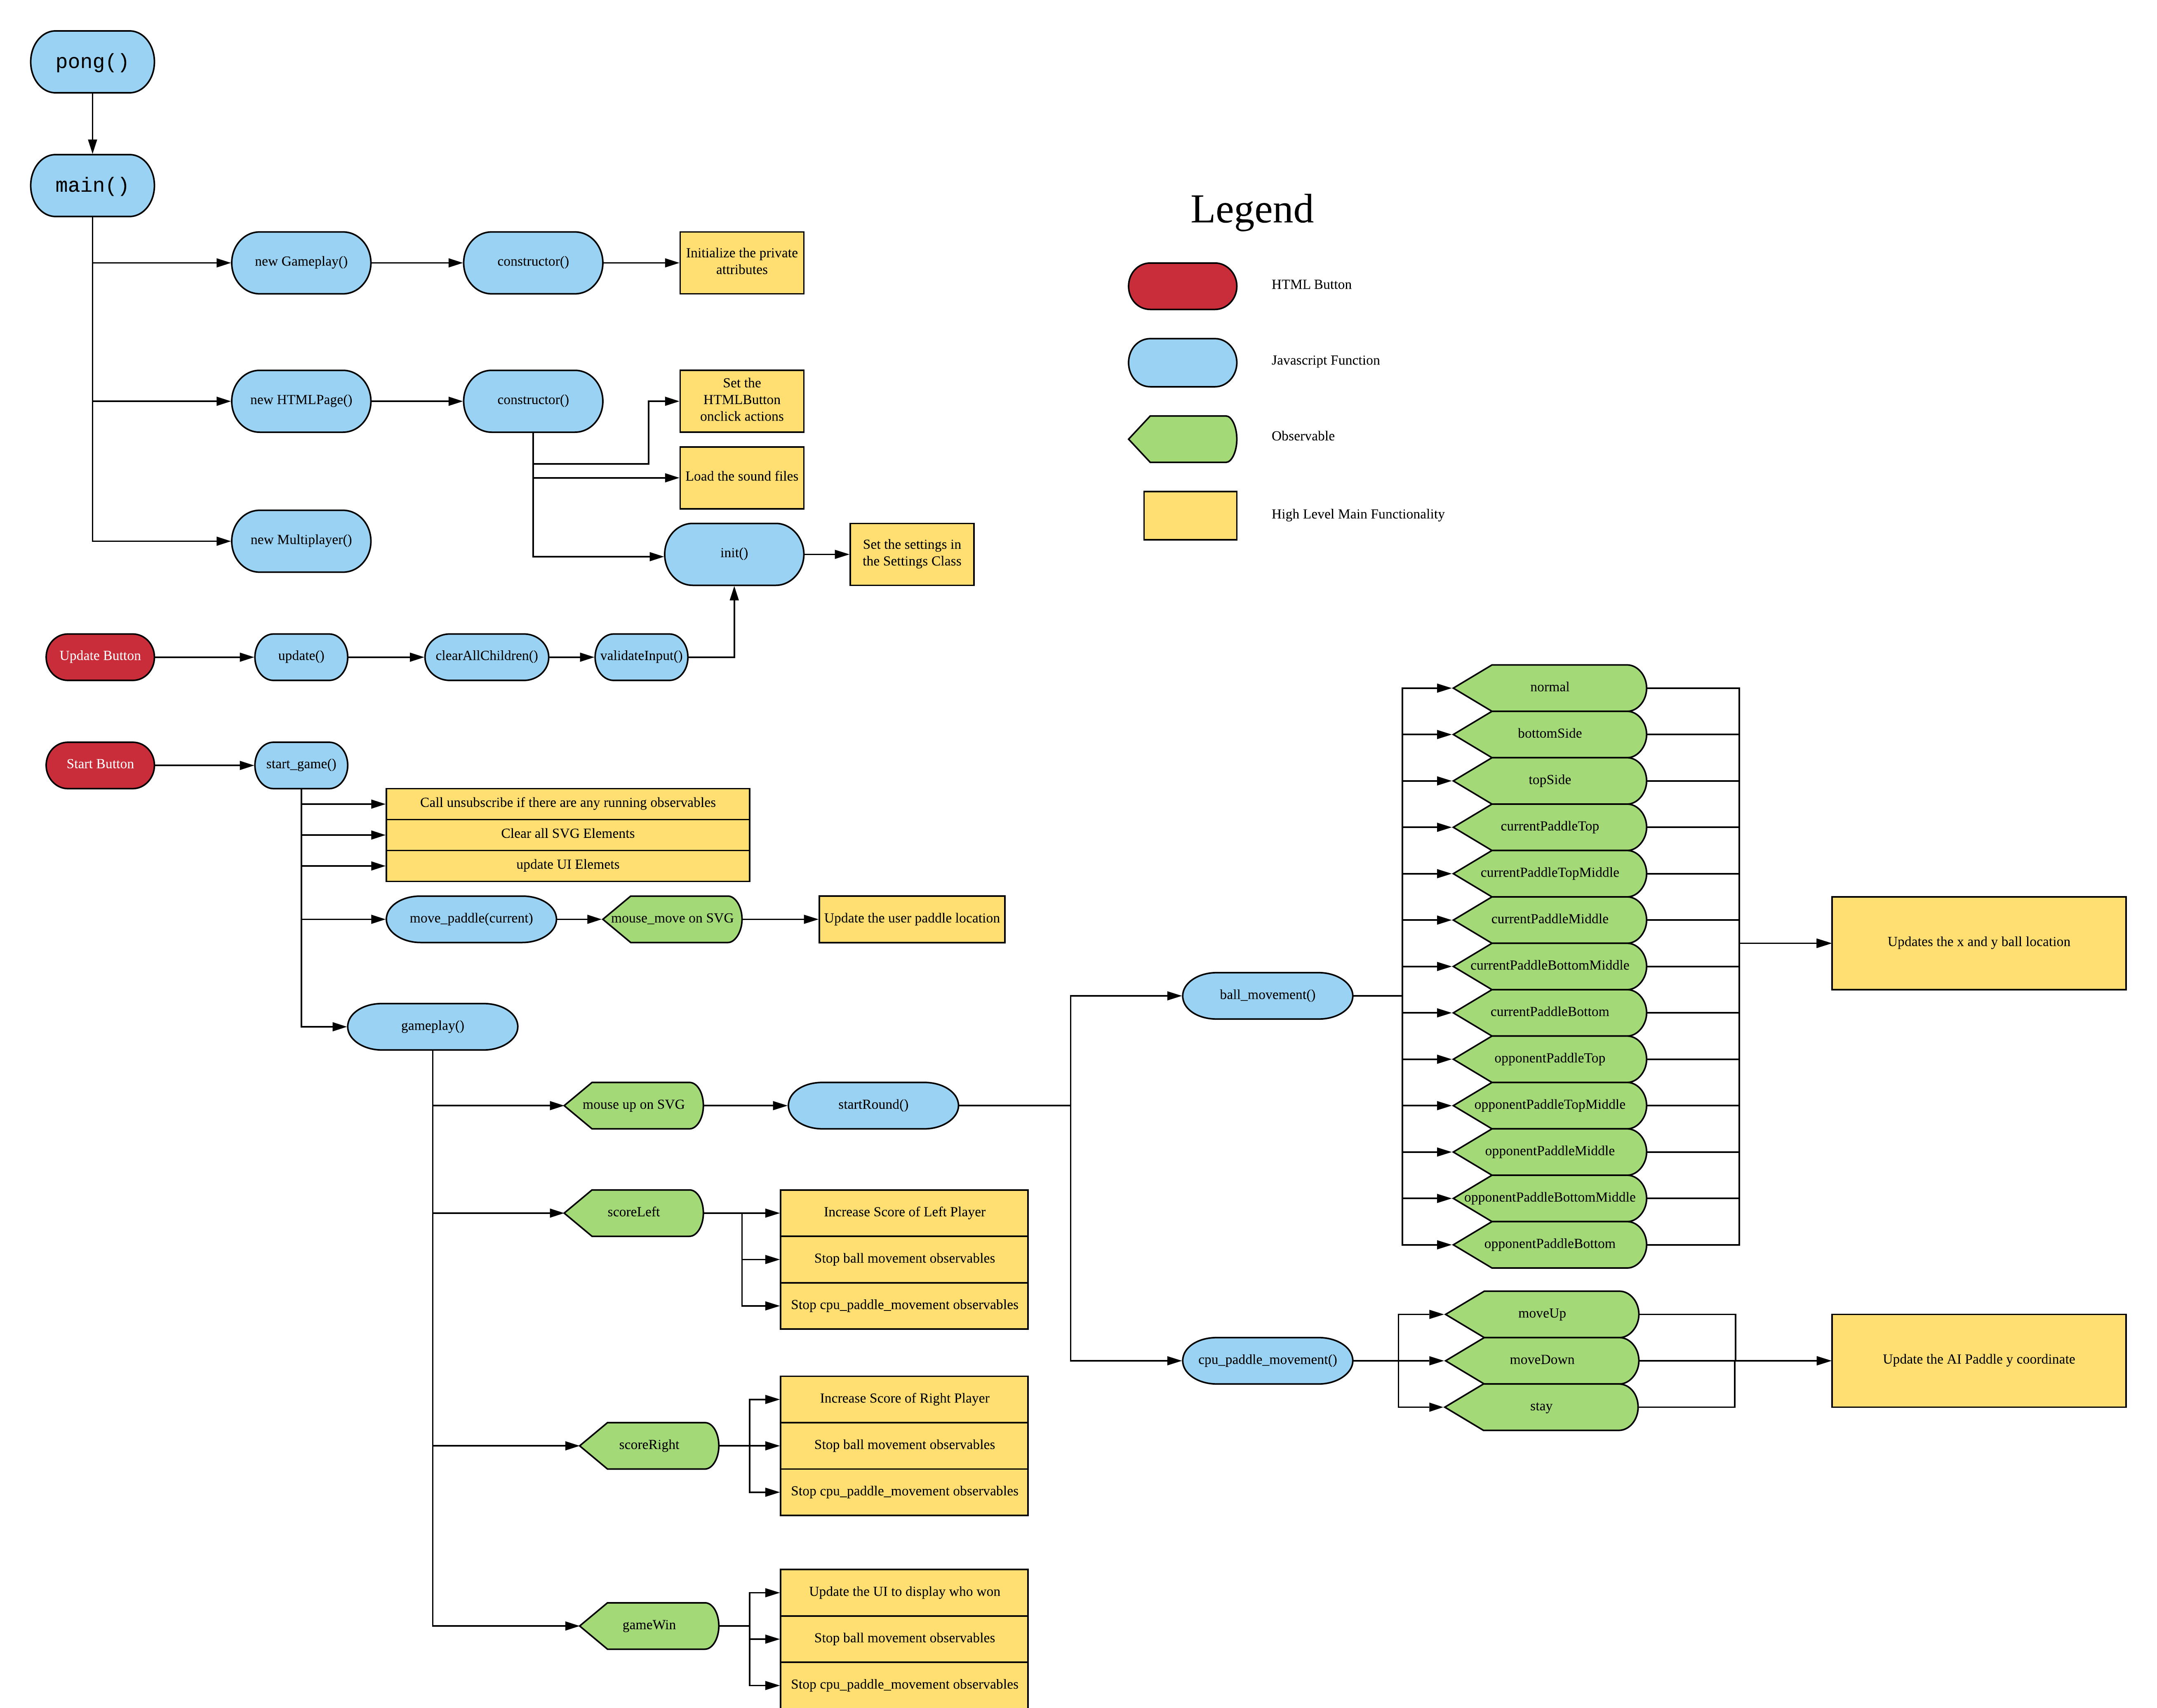 pong()
main()
new Gameplay()
constructor()
Initialize the private
attributes
new HTMLPage()
constructor()
Set the
HTMLButton
onclick actions
Load the sound files
new Multiplayer()
init()
Set the settings in
the Settings Class
Legend
HTML Button
Javascript Function
Observable
High Level Main Functionality
Update Button
update()
clearAllChildren()
validateInput()
Start Button
start_game()
Call unsubscribe if there are any running observables
Clear all SVG Elements
update UI Elemets
move_paddle(current)
mouse_move on SVG
Update the user paddle location
gameplay()
mouse up on SVG
startRound()
ball_movement()
normal
bottomSide
topSide
currentPaddleTop
currentPaddleTopMiddle
currentPaddleMiddle
currentPaddleBottomMiddle
currentPaddleBottom
opponentPaddleTop
opponentPaddleTopMiddle
opponentPaddleMiddle
opponentPaddleBottomMiddle
opponentPaddleBottom
Updates the x and y ball location
cpu_paddle_movement()
moveUp
moveDown
stay
Update the AI Paddle y coordinate
scoreLeft
Increase Score of Left Player
Stop ball movement observables
Stop cpu_paddle_movement observables
scoreRight
Increase Score of Right Player
Stop ball movement observables
Stop cpu_paddle_movement observables
gameWin
Update the UI to display who won
Stop ball movement observables
Stop cpu_paddle_movement observables